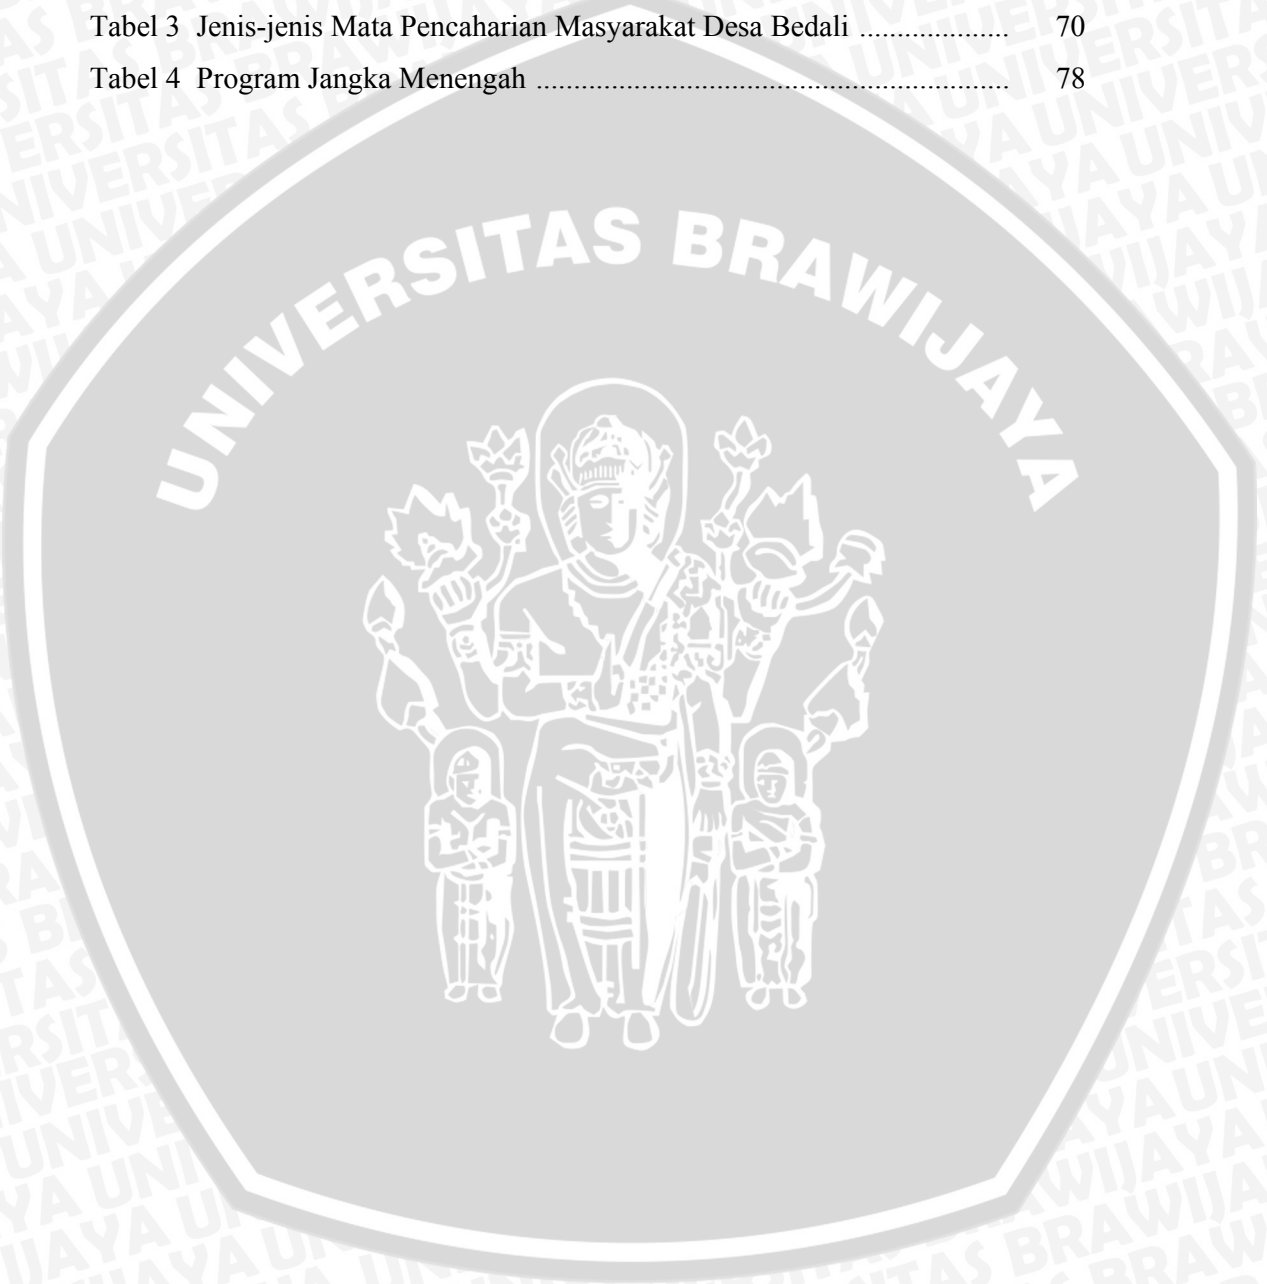 Tabel 3 Jenis-jenis Mata Pencaharian Masyarakat Desa Bedali .................... 70
Tabel 4 Program Jangka Menengah ............................................................... 78
UNIVERSITAS BRAWIJAYA